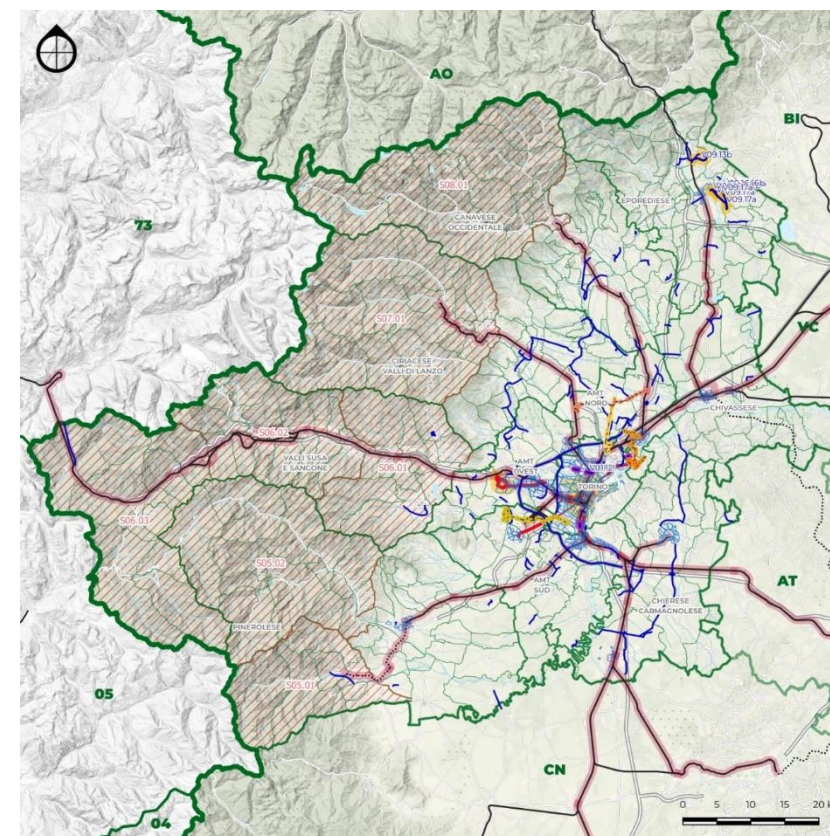 AO
BI
V09.13b
S08.01
V09.17a
CANAVESE
OCCIDENTALE
EPOREDIESE
73
S07.01
VC
CIRIACESE
VALLI DI LANZO
AMT
NORD
CHIVASSESE
S06.02
VALLI SUSA
E SANGONE
S06.01
AMT
OVEST
TORINO
S06.03
S05.02
AMT
SUD
AT
CHIERESE
CARMAGNOLESE
PINEROLESE
S05.01
05
CN
04
0 5 10 15 20 k